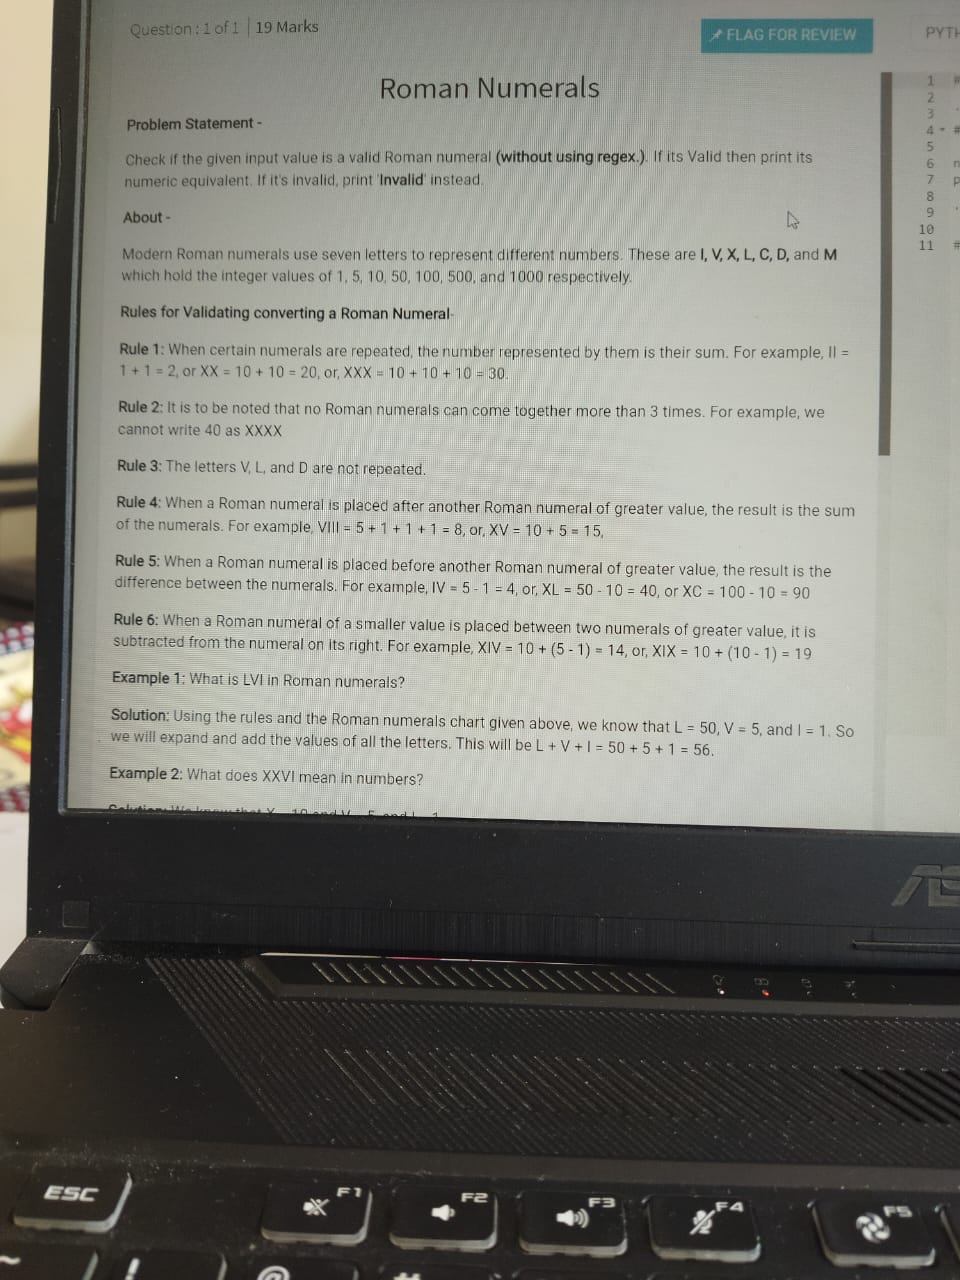 Question : 1 of 1 | 19 Marks
FLAG FOR REVIEW
PYTH
Roman Numerals
Problem Statement -
Check if the given input value is a valid Roman numeral (without using regex.). If its Valid then print its
numeric equivalent. If it's invalid, print 'Invalid' instead.
About -
Modern Roman numerals use seven letters to represent different numbers. These are I, V, X, L, C, D, and M
which hold the integer values of 1, 5, 10, 50, 100, 500, and 1000 respectively.
Rules for Validating converting a Roman Numeral-
Rule 1: When certain numerals are repeated, the number represented by them is their sum. For example, II =
1 + 1 = 2, or XX = 10 + 10 = 20, or, XXX = 10 + 10 + 10 = 30.
Rule 2: It is to be noted that no Roman numerals can come together more than 3 times. For example, we
cannot write 40 as XXXX
Rule 3: The letters V, L, and D are not repeated.
Rule 4: When a Roman numeral is placed after another Roman numeral of greater value, the result is the sum
of the numerals. For example, VIII = 5 + 1 + 1 + 1 = 8, or, XV = 10 + 5 = 15,
Rule 5: When a Roman numeral is placed before another Roman numeral of greater value, the result is the
difference between the numerals. For example, IV = 5 - 1 = 4, or, XL = 50 - 10 = 40, or XC = 100 - 10 = 90
Rule 6: When a Roman numeral of a smaller value is placed between two numerals of greater value, it is
subtracted from the numeral on its right. For example, XIV = 10 + (5 - 1) = 14, or, XIX = 10 + (10 - 1) = 19
Example 1: What is LVI in Roman numerals?
Solution: Using the rules and the Roman numerals chart given above, we know that L = 50, V = 5, and I = 1. So
we will expand and add the values of all the letters. This will be L + V + I = 50 + 5 + 1 = 56.
Example 2: What does XXVI mean in numbers?
1 #
2
3
4 - #
5
6 n
7 p
8
9 '
10
11 #
ESC
F1
F2
F3
F4
F5
~
!
@
#